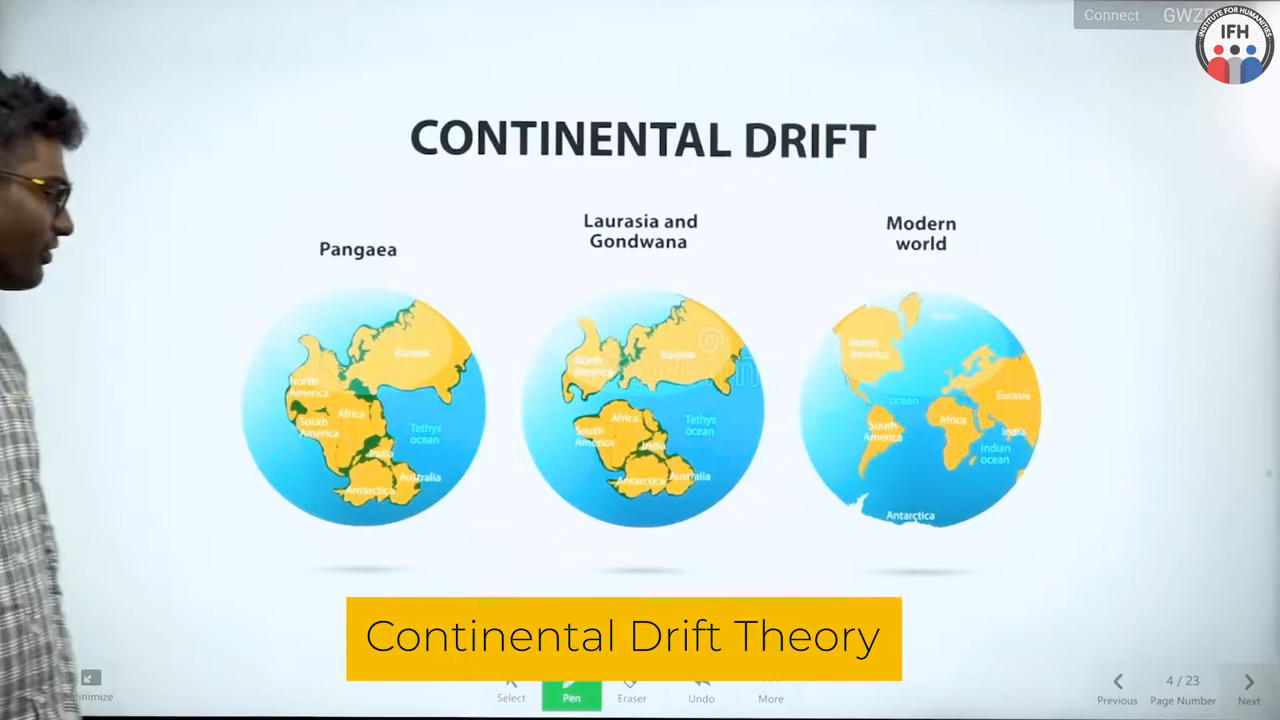 Connect
INSTITUTE FOR HUMANITIES
IFH
CONTINENTAL DRIFT
Pangaea
Laurasia and
Gondwana
Modern
world
Eurasia
North
America
Africa
South
America
Tethys
ocean
India
Australia
Antarctica
North
America
Eurasia
Africa
South
America
Tethys
ocean
India
Australia
Antarctica
North
America
ocean
Eurasia
Africa
South
America
India
Indian
ocean
Antarctica
Continental Drift Theory
Select
Pen
Eraser
Undo
More
Previous
4 / 23
Page Number
Next